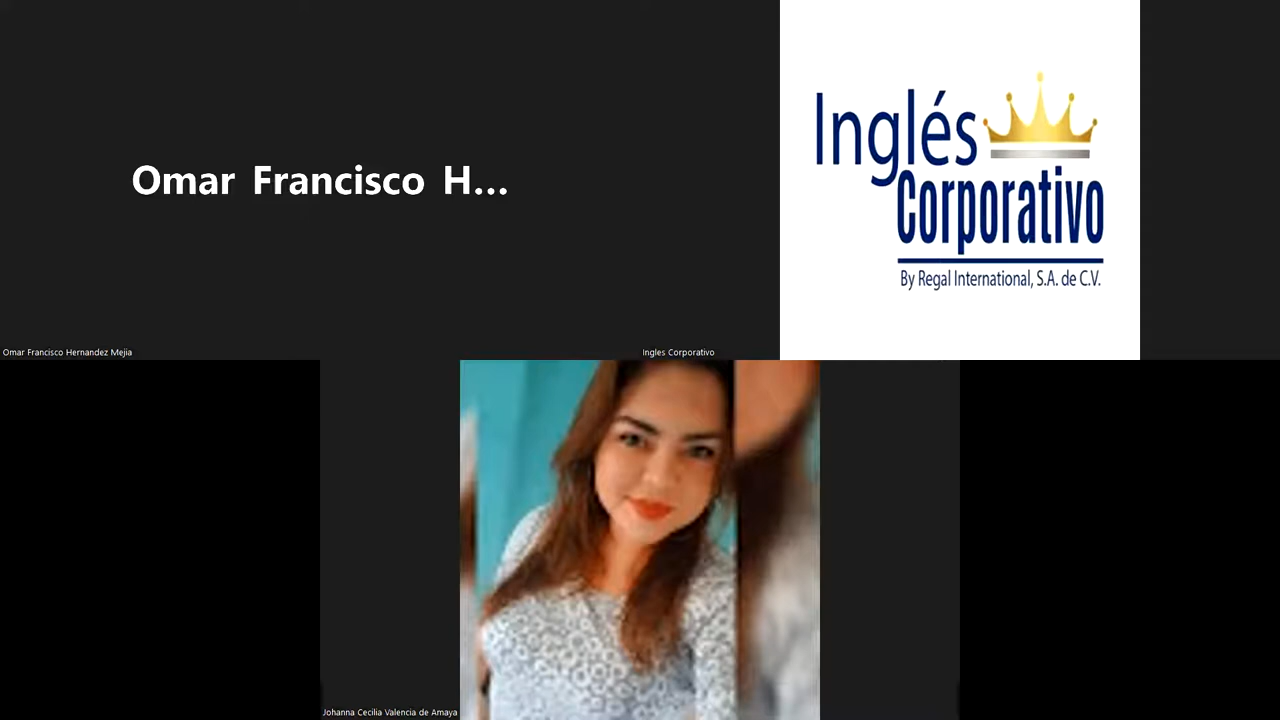 Omar Francisco H...
Inglés
Corporativo
By Regal International, S.A. de C.V.
Omar Francisco Hernandez Mejia
Ingles Corporativo
Johanna Cecilia Valencia de Amaya